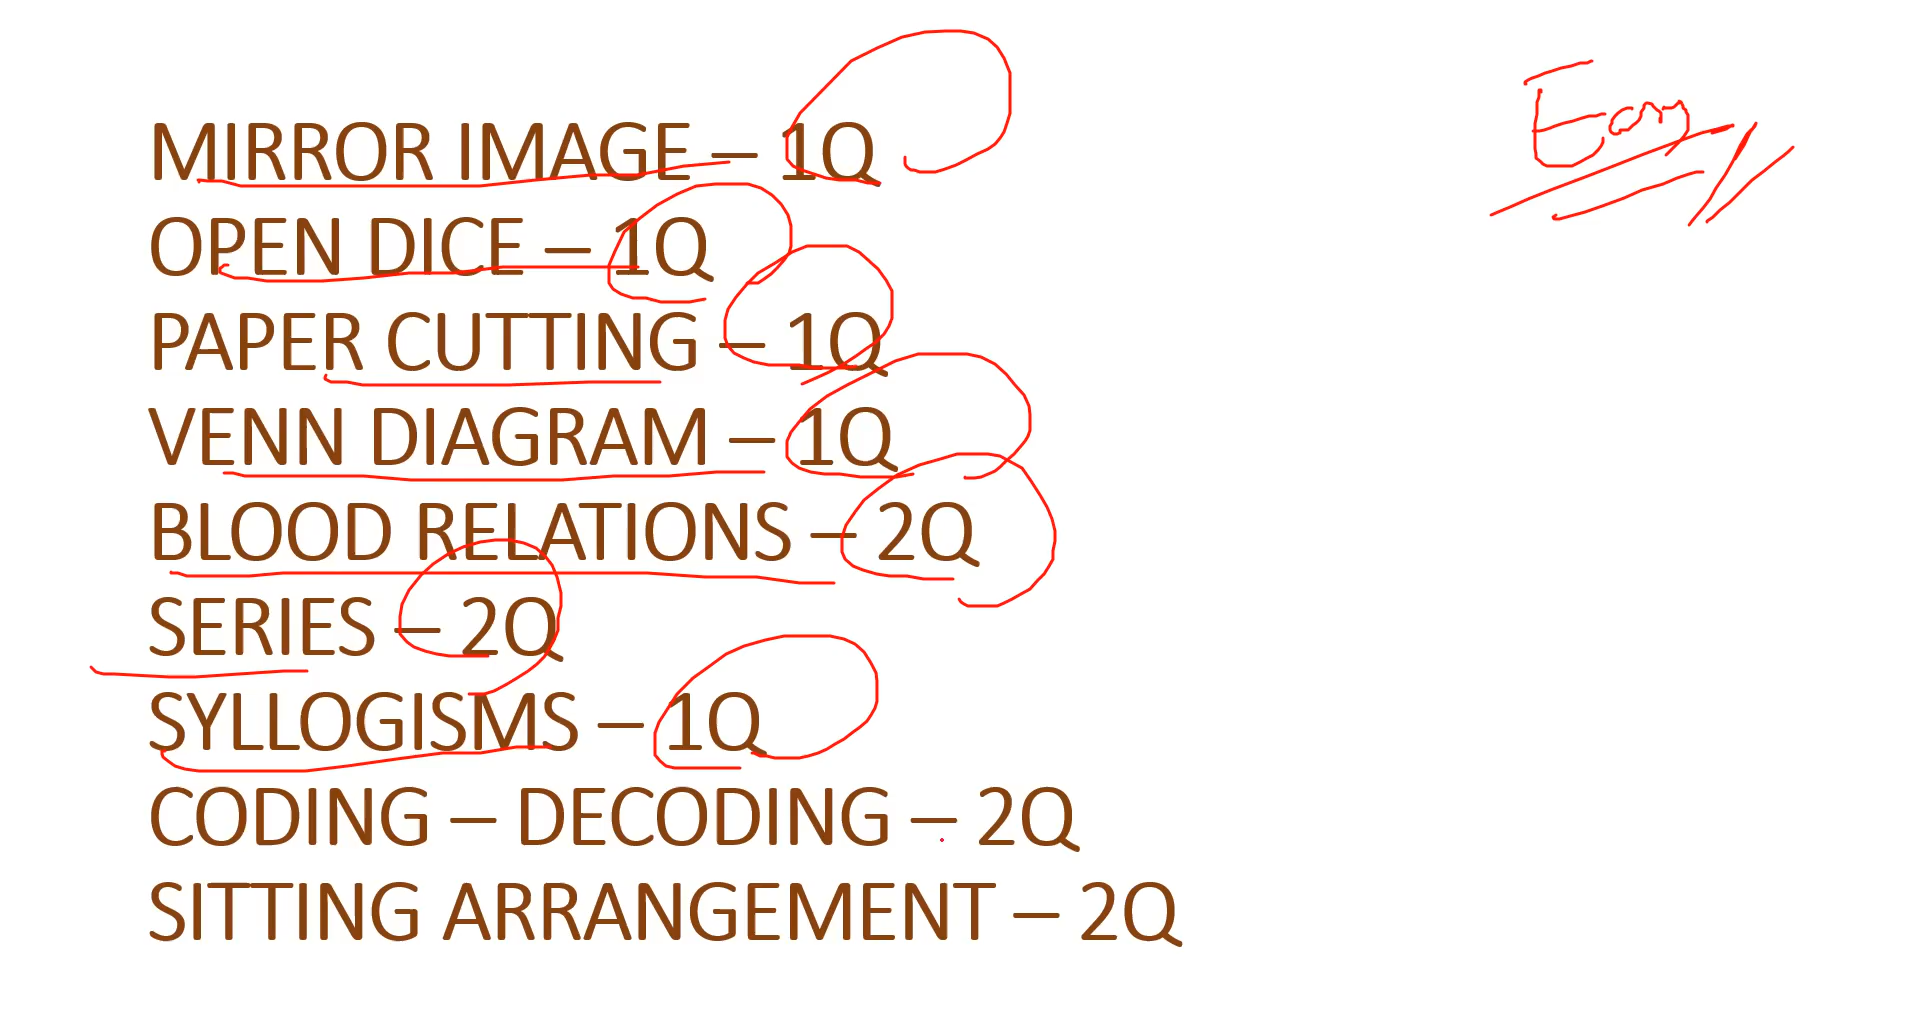 MIRROR IMAGE – 1Q
OPEN DICE – 1Q
PAPER CUTTING – 1Q
VENN DIAGRAM – 1Q
BLOOD RELATIONS – 2Q
SERIES – 2Q
SYLLOGISMS – 1Q
CODING – DECODING – 2Q
SITTING ARRANGEMENT – 2Q